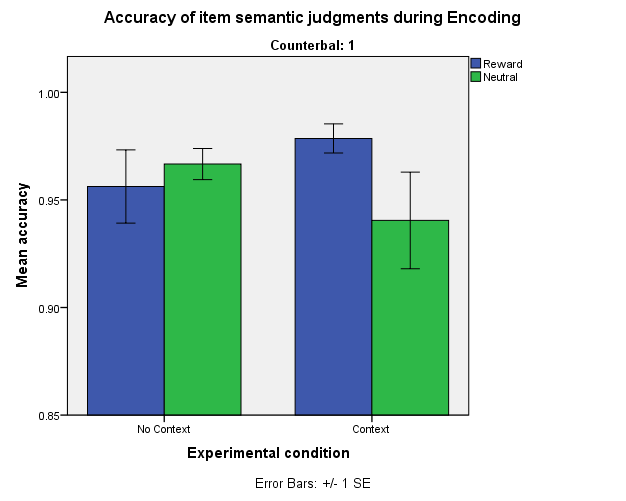 Accuracy of item semantic judgments during Encoding
Counterbal: 1
Reward
Neutral
Mean accuracy
1.00
0.95
0.90
0.85
No Context
Context
Experimental condition
Error Bars: +/- 1 SE